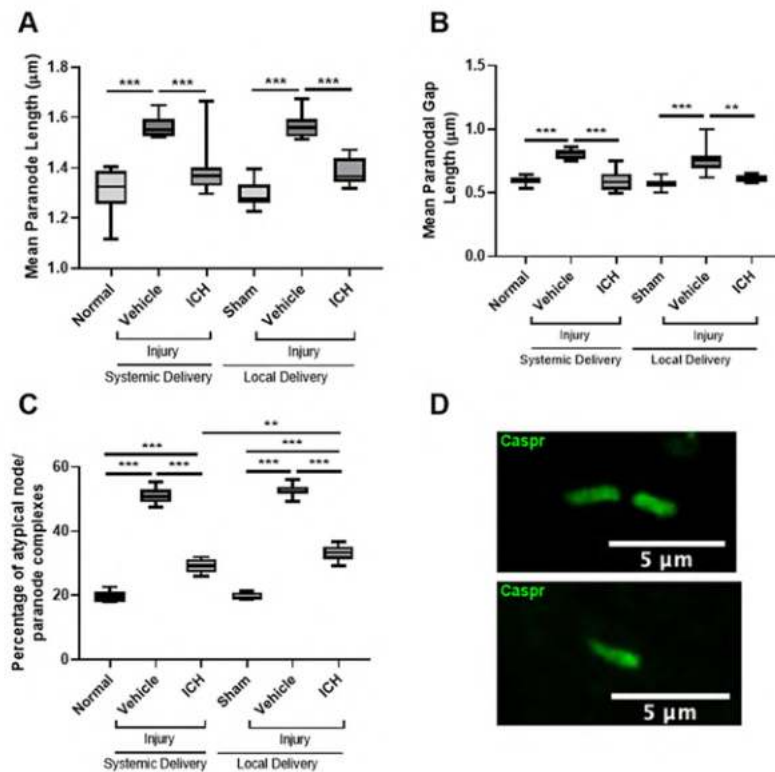 A
Mean Paranode Length (μm)
1.8
1.6
1.4
1.2
1.0
*** *** *** ***
Normal Vehicle ICH Sham Vehicle ICH
Injury Injury
Systemic Delivery Local Delivery
B
Mean Paranodal Gap
Length (μm)
1.5
1.0
0.5
0.0
*** *** *** **
Normal Vehicle ICH Sham Vehicle ICH
Injury Injury
Systemic Delivery Local Delivery
C
Percentage of atypical node/
paranode complexes
60
40
20
0
**
*** ***
*** *** *** ***
Normal Vehicle ICH Sham Vehicle ICH
Injury Injury
Systemic Delivery Local Delivery
D
Caspr
5 μm
Caspr
5 μm